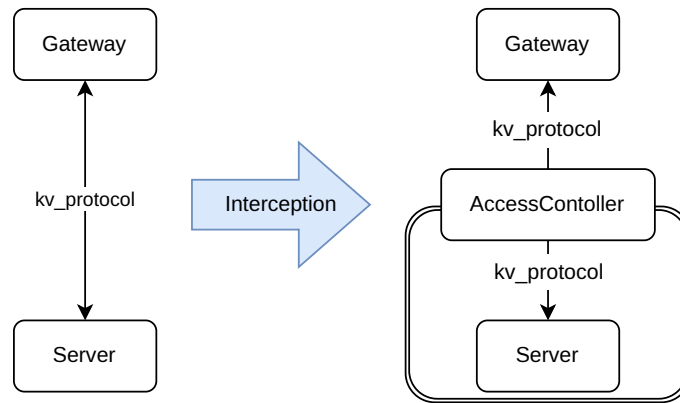 Gateway
kv_protocol
Server
Interception
Gateway
kv_protocol
AccessContoller
kv_protocol
Server